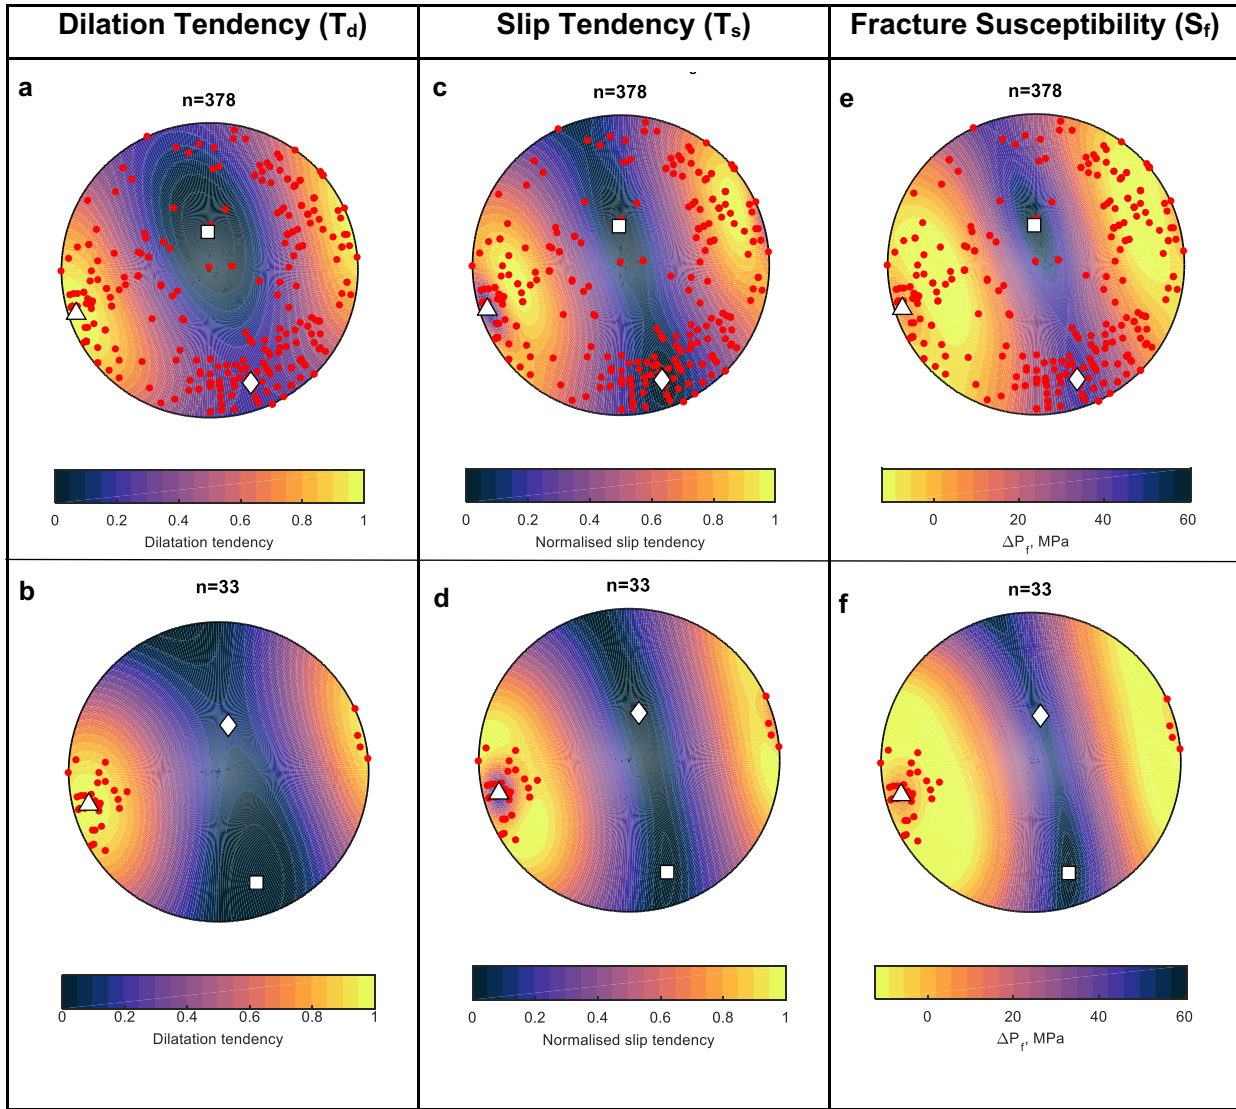 Dilation Tendency (Td)
Slip Tendency (Ts)
Fracture Susceptibility (Sf)
a
n=378
c
n=378
e
n=378
0 0.2 0.4 0.6 0.8 1
Dilatation tendency
0 0.2 0.4 0.6 0.8 1
Normalised slip tendency
0 20 40 60
ΔPf, MPa
b
n=33
d
n=33
f
n=33
0 0.2 0.4 0.6 0.8 1
Dilatation tendency
0 0.2 0.4 0.6 0.8 1
Normalised slip tendency
0 20 40 60
ΔPf, MPa